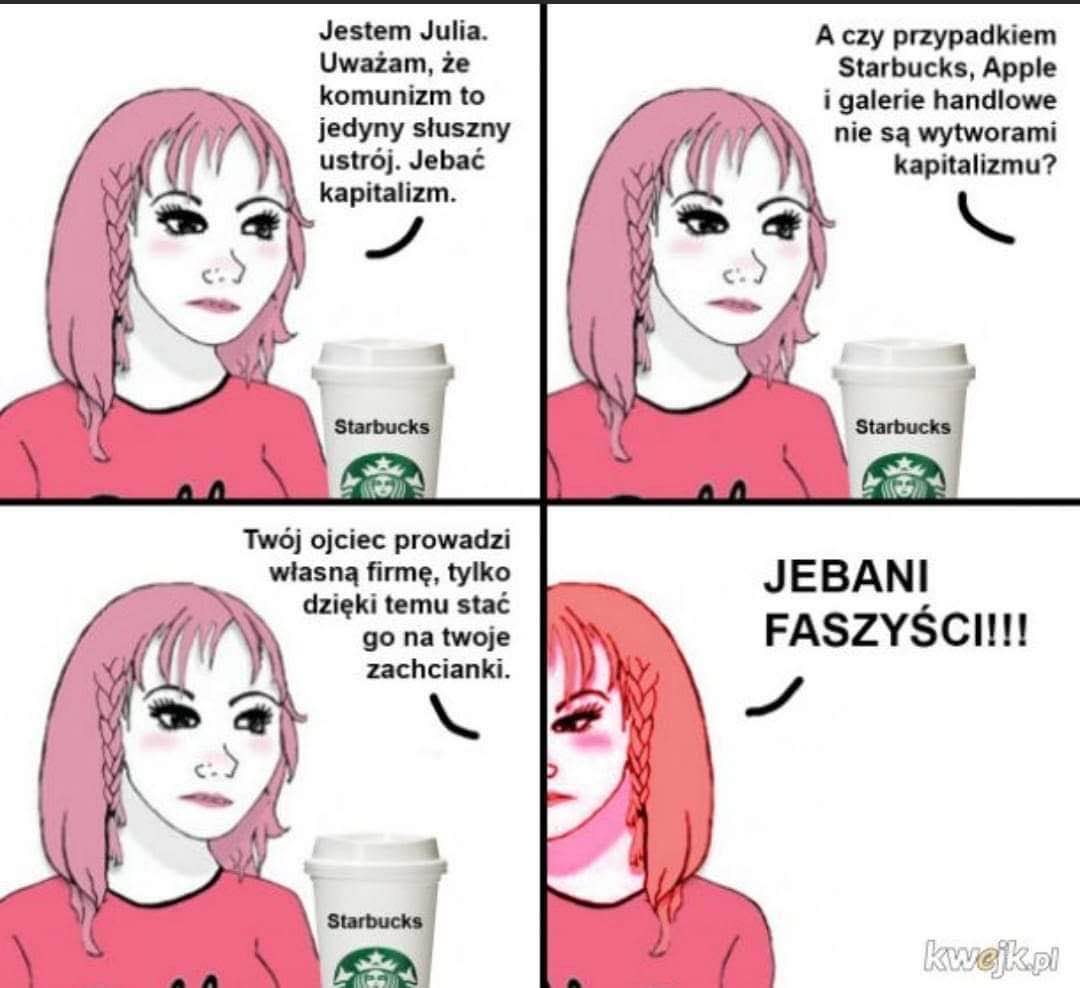 Jestem Julia.
Uważam, że
komunizm to
jedyny słuszny
ustrój. Jebać
kapitalizm.
Starbucks
A czy przypadkiem
Starbucks, Apple
i galerie handlowe
nie są wytworami
kapitalizmu?
Starbucks
Twój ojciec prowadzi
własną firmę, tylko
dzięki temu stać
go na twoje
zachcianki.
Starbucks
JEBANI
FASZYŚCI!!!
kwejk.pl